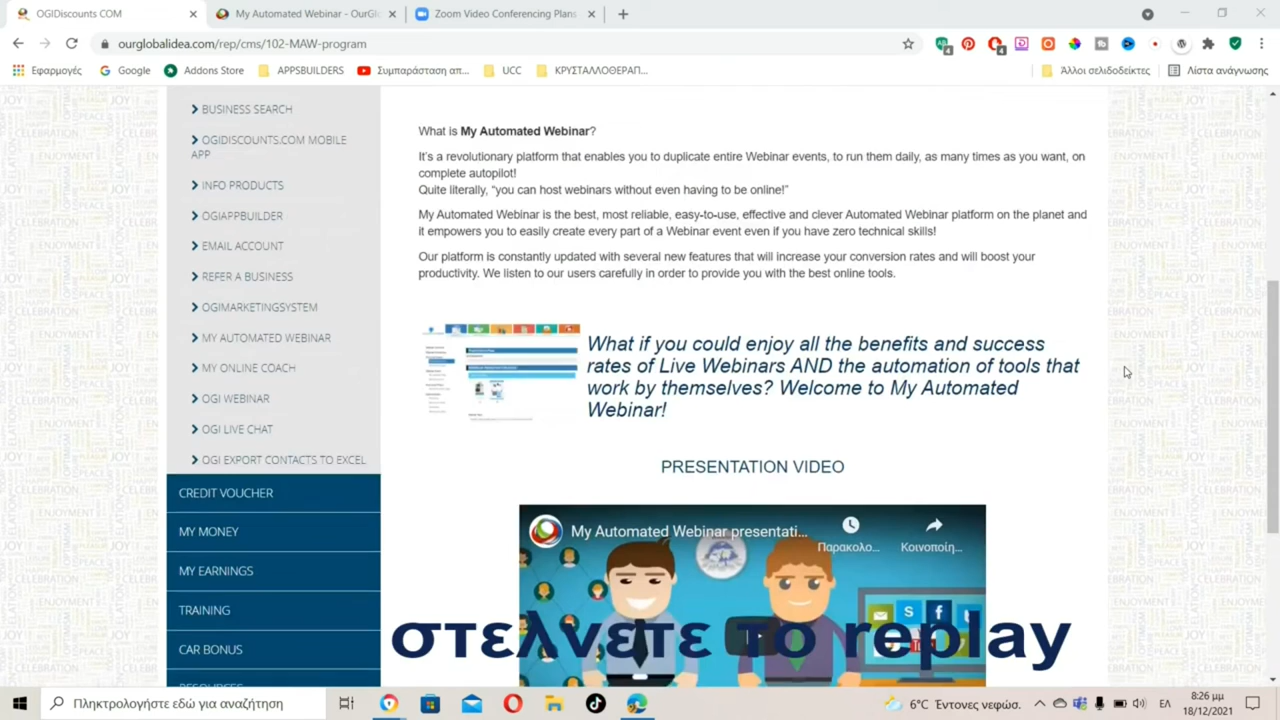 OGIDiscounts COM
My Automated Webinar - OurGlo
Zoom Video Conferencing Plans
ourglobalidea.com/rep/cms/102-MAW-program
Εφαρμογές
Google
Addons Store
APPSBUILDERS
Συμπαράσταση απ...
UCC
ΚΡΥΣΤΑΛΛΟΘΕΡΑΠ...
Άλλοι σελιδοδείκτες
Λίστα ανάγνωσης
BUSINESS SEARCH
OGIDISCOUNTS.COM MOBILE
APP
INFO PRODUCTS
OGIAPPBUILDER
EMAIL ACCOUNT
REFER A BUSINESS
OGIMARKETINGSYSTEM
MY AUTOMATED WEBINAR
MY ONLINE COACH
OGI WEBINAR
OGI LIVE CHAT
OGI EXPORT CONTACTS TO EXCEL
CREDIT VOUCHER
MY MONEY
MY EARNINGS
TRAINING
CAR BONUS
RESOURCES
What is My Automated Webinar?
It's a revolutionary platform that enables you to duplicate entire Webinar events, to run them daily, as many times as you want, on
complete autopilot!
Quite literally, “you can host webinars without even having to be online!”
My Automated Webinar is the best, most reliable, easy-to-use, effective and clever Automated Webinar platform on the planet and
it empowers you to easily create every part of a Webinar event even if you have zero technical skills!
Our platform is constantly updated with several new features that will increase your conversion rates and will boost your
productivity. We listen to our users carefully in order to provide you with the best online tools.
What if you could enjoy all the benefits and success
rates of Live Webinars AND the automation of tools that
work by themselves? Welcome to My Automated
Webinar!
PRESENTATION VIDEO
My Automated Webinar presentati...
Παρακολο...
Κοινοποίη...
στελνετε το replay
Πληκτρολογήστε εδώ για αναζήτηση
6°C Έντονες νεφώσ.
ΕΛ
8:26 μμ
18/12/2021